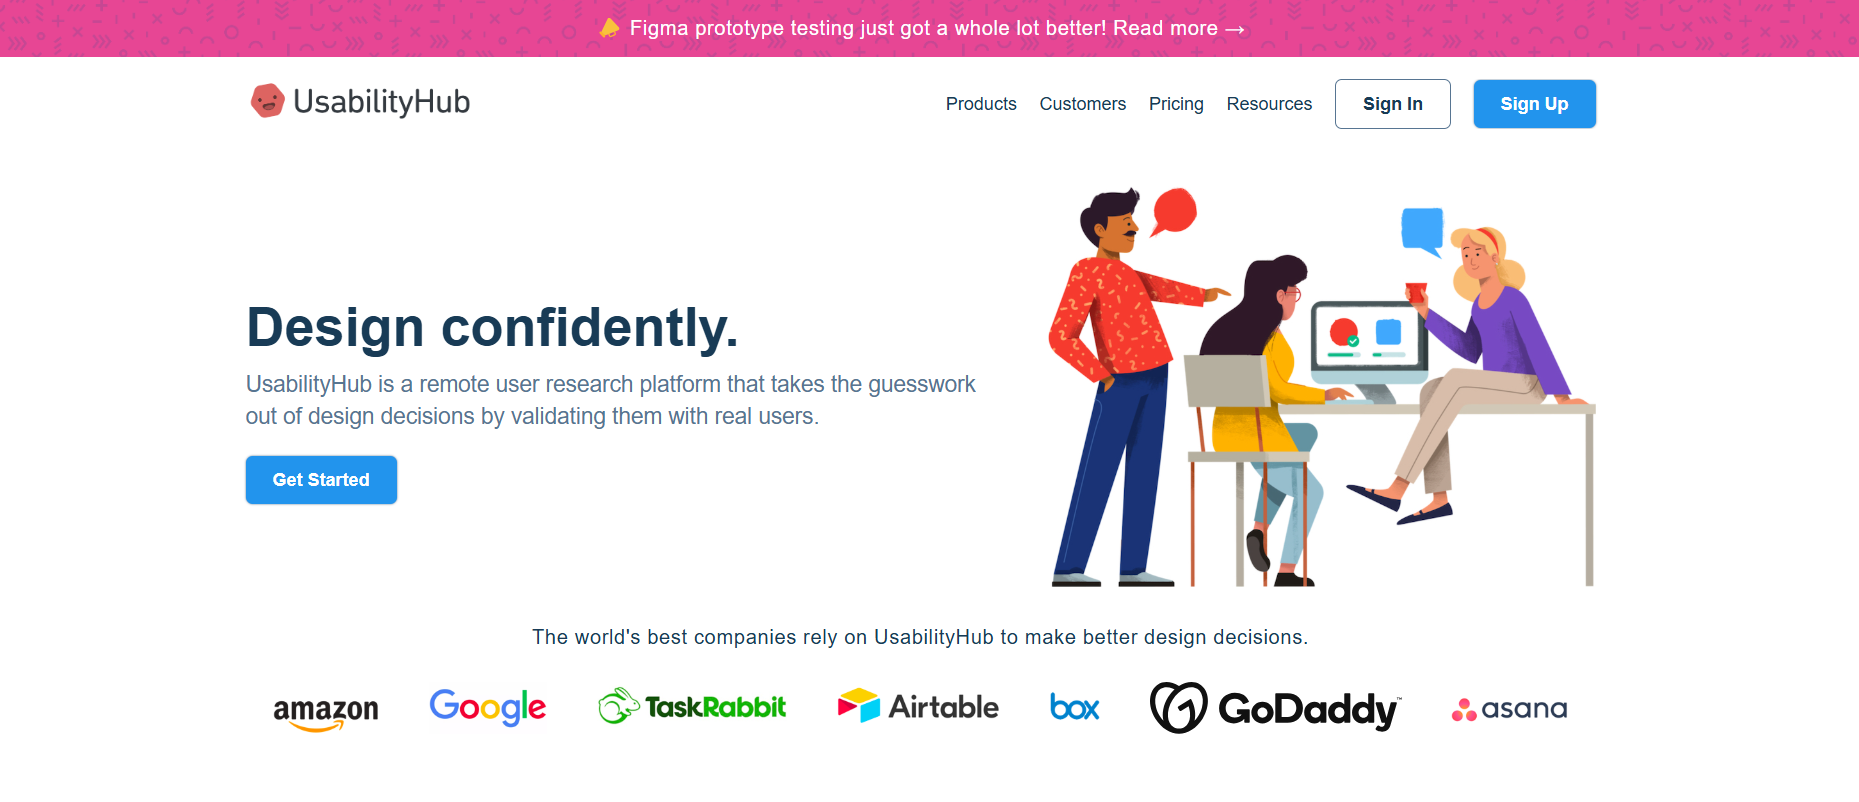 Figma prototype testing just got a whole lot better! Read more →
UsabilityHub
Products Customers Pricing Resources Sign In Sign Up
Design confidently.
UsabilityHub is a remote user research platform that takes the guesswork
out of design decisions by validating them with real users.
Get Started
The world's best companies rely on UsabilityHub to make better design decisions.
amazon Google TaskRabbit Airtable box GoDaddy™ asana